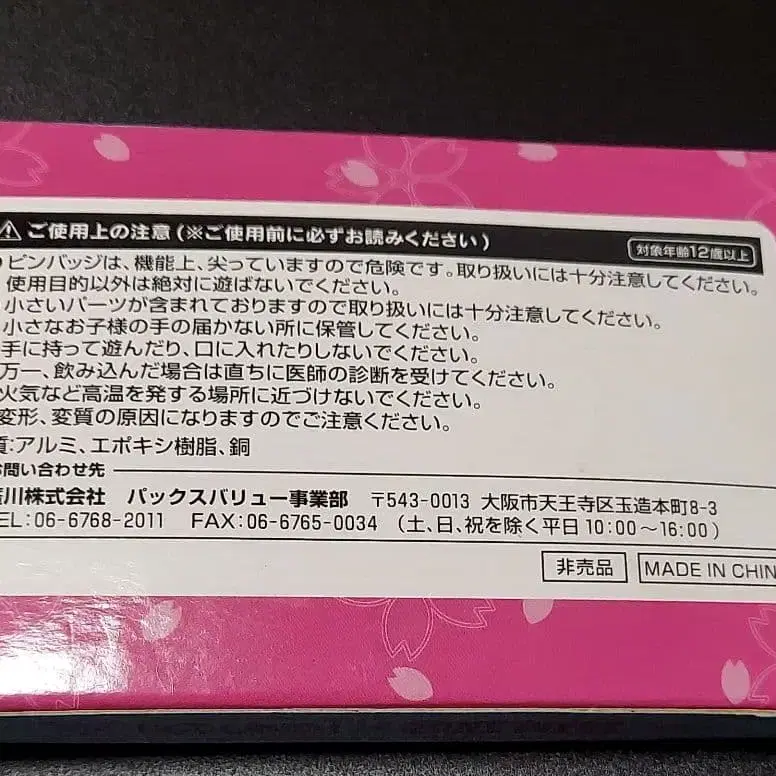 ⚠ ご使用上の注意(※ご使用前に必ずお読みください) 対象年齢12歳以上
ピンバッジは、機能上、尖っていますので危険です。取り扱いには十分注意してください。
使用目的以外は絶対に遊ばないでください。
小さいパーツが含まれておりますので取り扱いには十分注意してください。
小さなお子様の手の届かない所に保管してください。
手に持って遊んだり、口に入れたりしないでください。
万一、飲み込んだ場合は直ちに医師の診断を受けてください。
火気など高温を発する場所に近づけないでください。
変形、変質の原因になりますのでご注意ください。
質:アルミ、エポキシ樹脂、銅
お問い合わせ先
川株式会社 パックスバリュー事業部 〒543-0013 大阪市天王寺区玉造本町8-3
TEL:06-6768-2011 FAX:06-6765-0034 (土、日、祝を除く平日10:00~16:00)
非売品 MADE IN CHIN